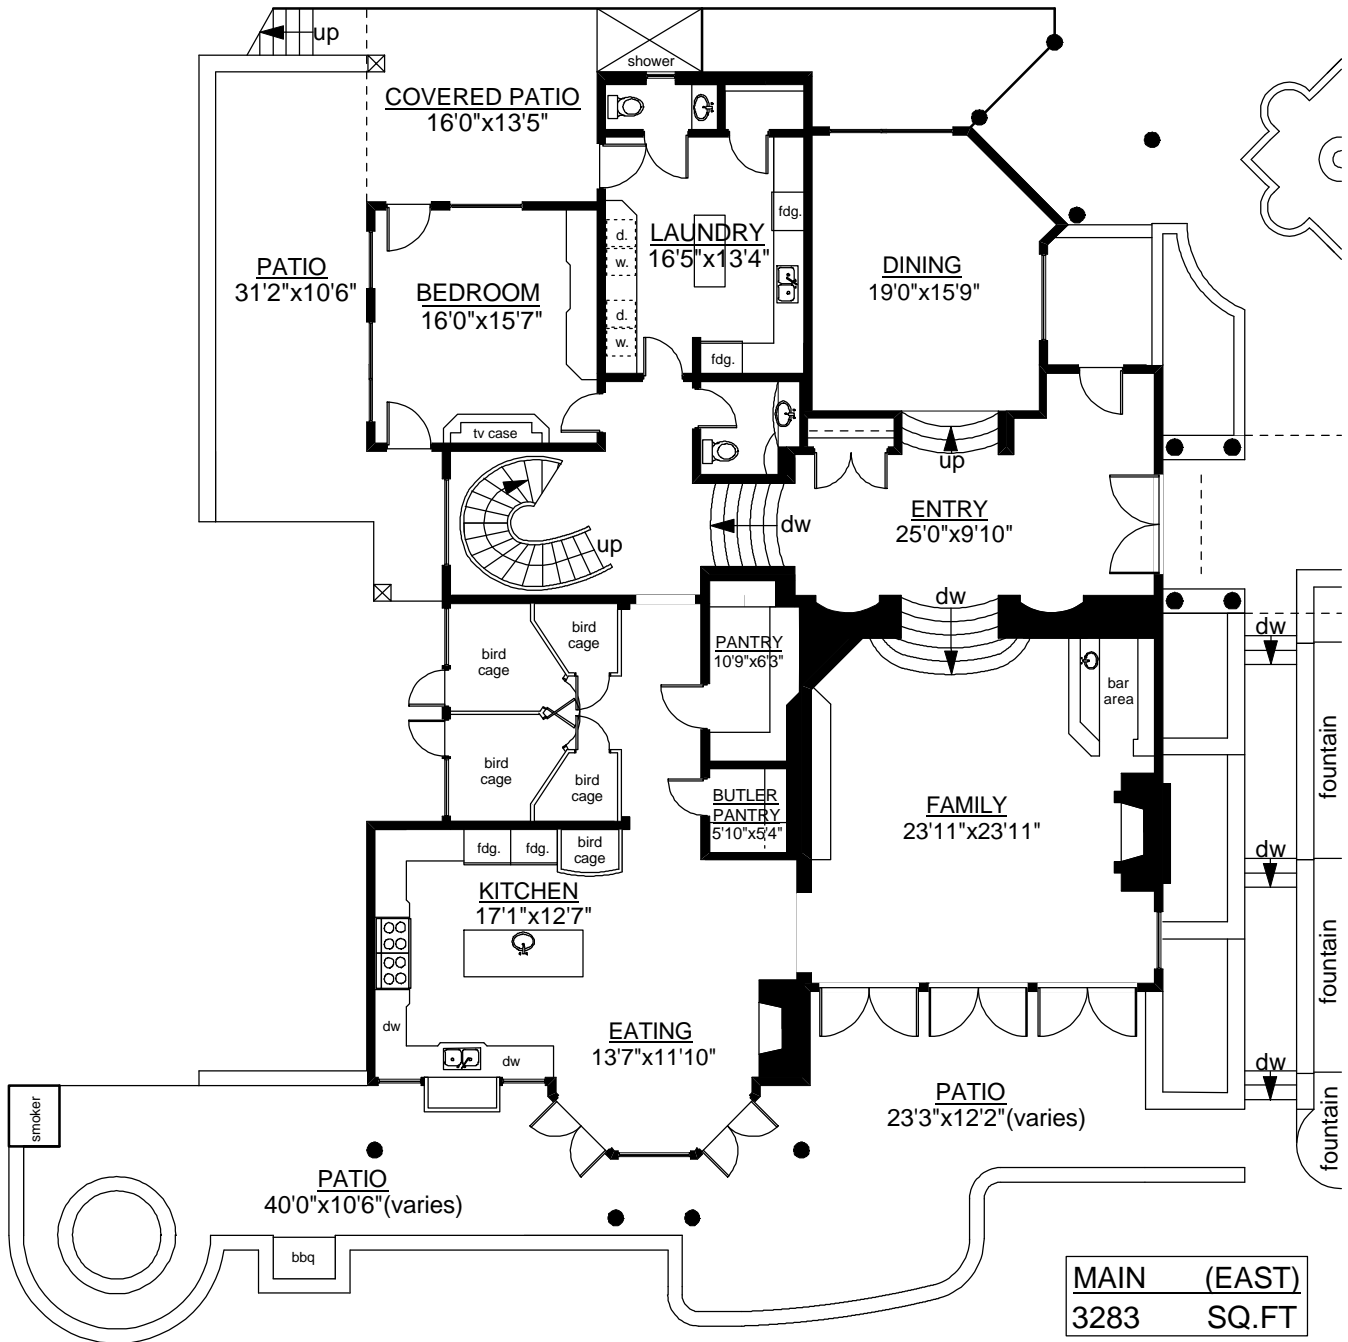 up
shower
COVERED PATIO
16'0"x13'5"
PATIO
31'2"x10'6"
BEDROOM
16'0"x15'7"
tv case
d.
w.
d.
w.
LAUNDRY
16'5"x13'4"
fdg.
fdg.
DINING
19'0"x15'9"
up
ENTRY
25'0"x9'10"
dw
up
dw
bird
cage
bird
cage
bird
cage
bird
cage
PANTRY
10'9"x6'3"
BUTLER
PANTRY
5'10"x5'4"
bar
area
FAMILY
23'11"x23'11"
dw
fountain
dw
fountain
dw
fountain
fdg.
fdg.
bird
cage
KITCHEN
17'1"x12'7"
dw
dw
EATING
13'7"x11'10"
PATIO
23'3"x12'2"(varies)
smoker
PATIO
40'0"x10'6"(varies)
bbq
MAIN (EAST)
3283 SQ.FT